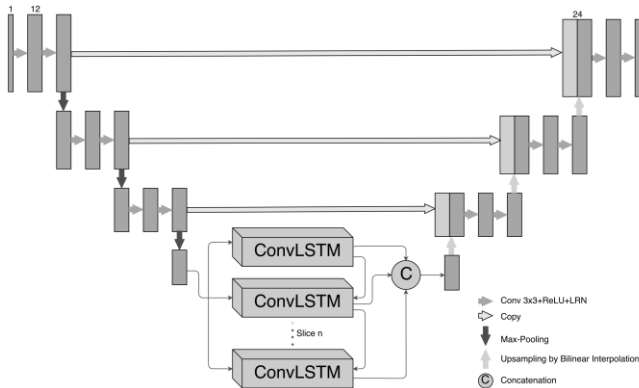 1
12
24
ConvLSTM
C
ConvLSTM
Slice n
ConvLSTM
Conv 3x3+ReLU+LRN
Copy
Max-Pooling
Upsampling by Bilinear Interpolation
C
Concatenation